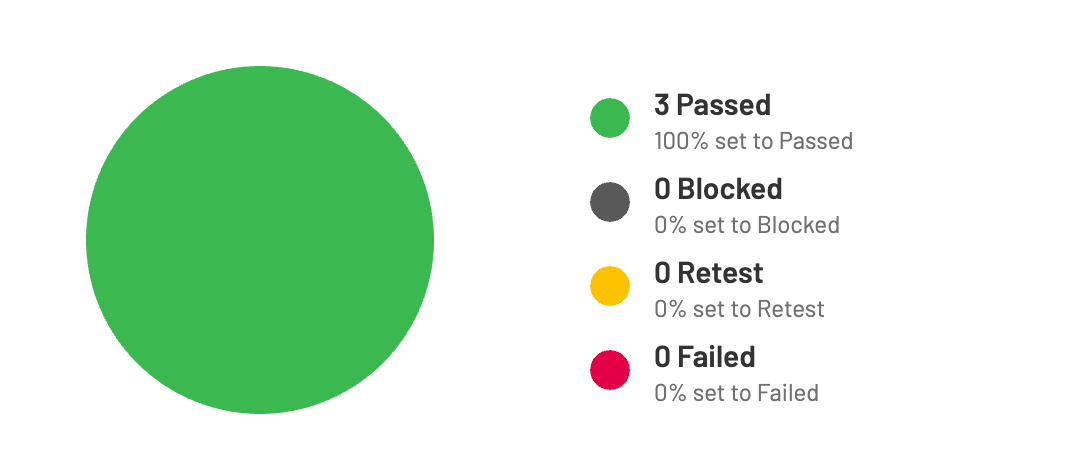 3 Passed
100% set to Passed
0 Blocked
0% set to Blocked
0 Retest
0% set to Retest
0 Failed
0% set to Failed